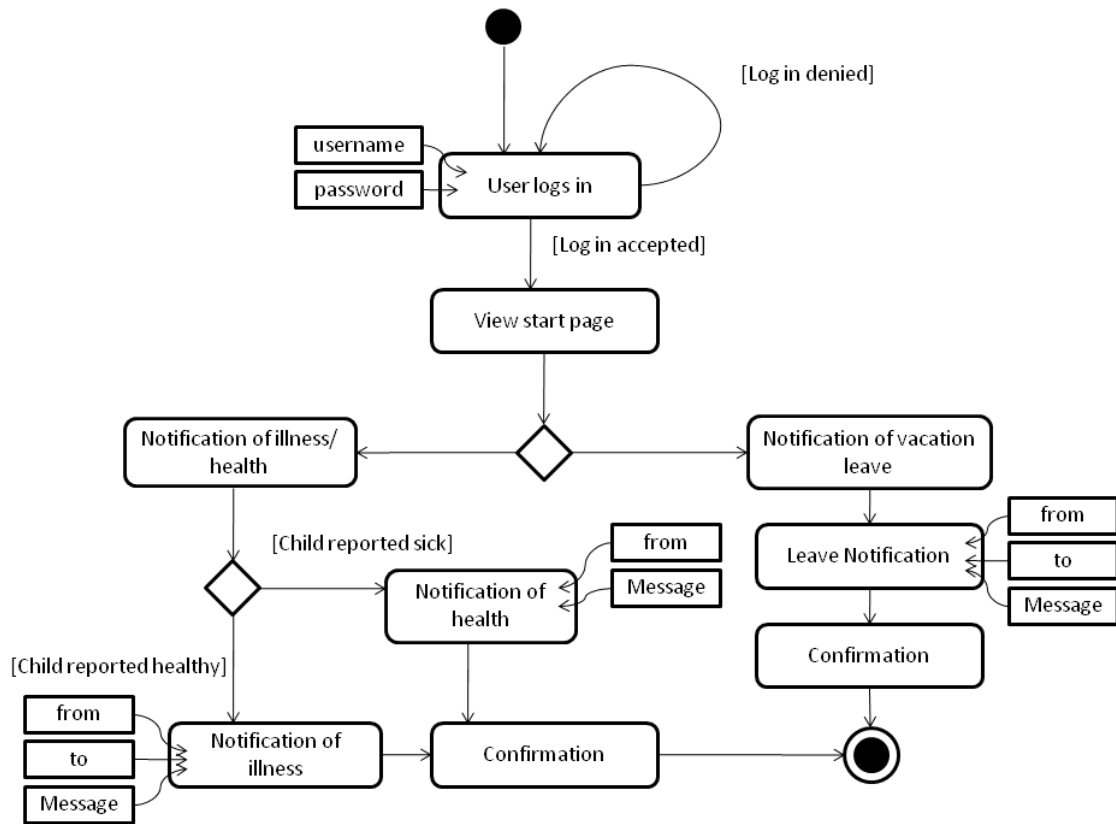 [Log in denied]
username
password
User logs in
[Log in accepted]
View start page
Notification of illness/
health
Notification of vacation
leave
[Child reported sick]
from
Message
Notification of
health
Leave Notification
from
to
Message
[Child reported healthy]
Confirmation
from
to
Message
Notification of
illness
Confirmation